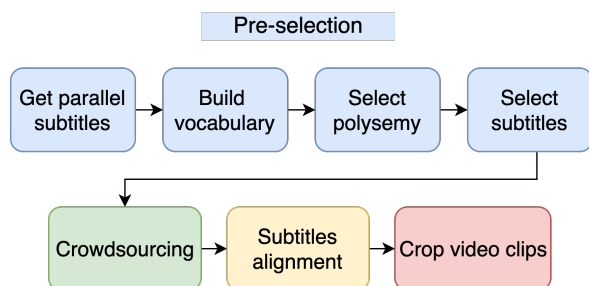 Pre-selection
Get parallel
subtitles
Build
vocabulary
Select
polysemy
Select
subtitles
Crowdsourcing
Subtitles
alignment
Crop video clips